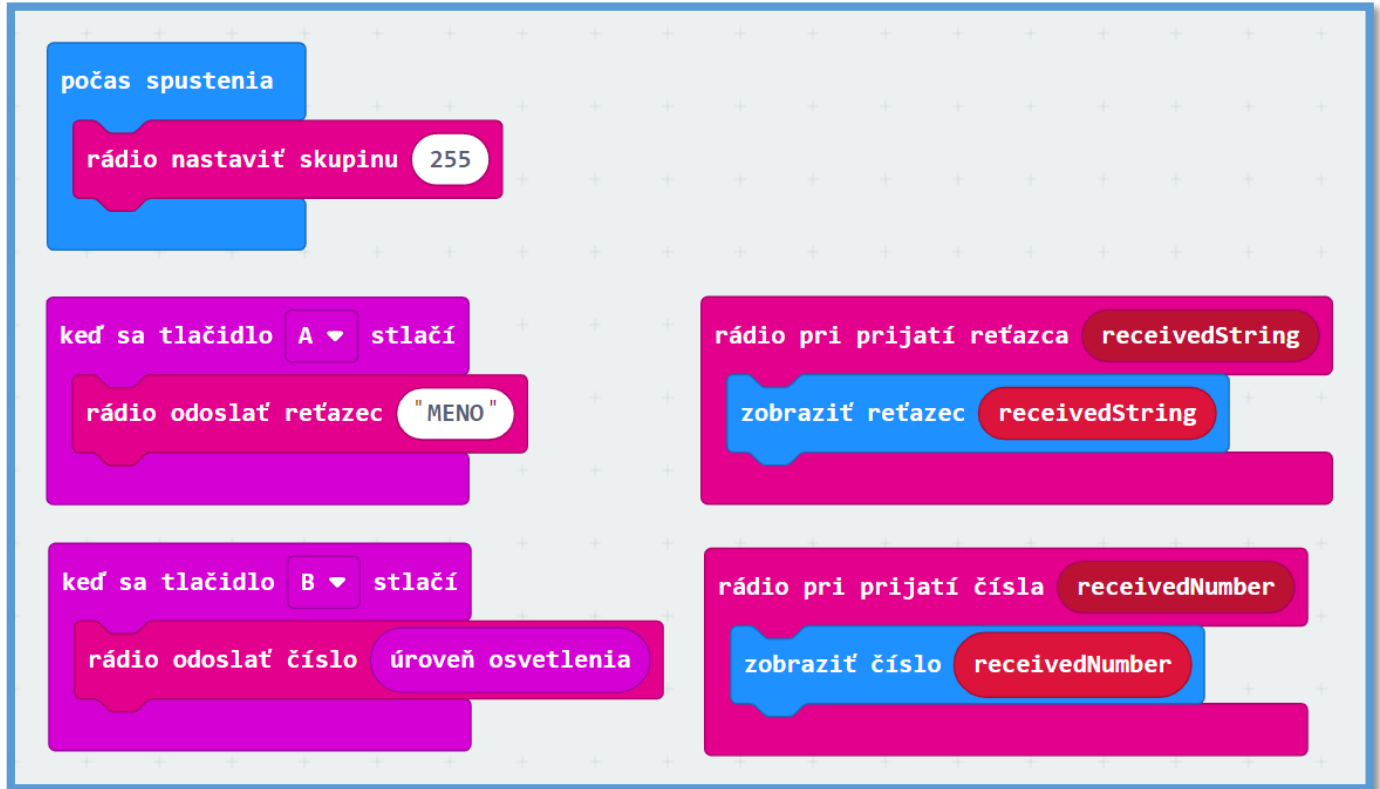 počas spustenia
rádio nastaviť skupinu 255
keď sa tlačidlo A stlačí
rádio odoslať reťazec "MENO"
rádio pri prijatí reťazca receivedString
zobraziť reťazec receivedString
keď sa tlačidlo B stlačí
rádio odoslať číslo úroveň osvetlenia
rádio pri prijatí čísla receivedNumber
zobraziť číslo receivedNumber